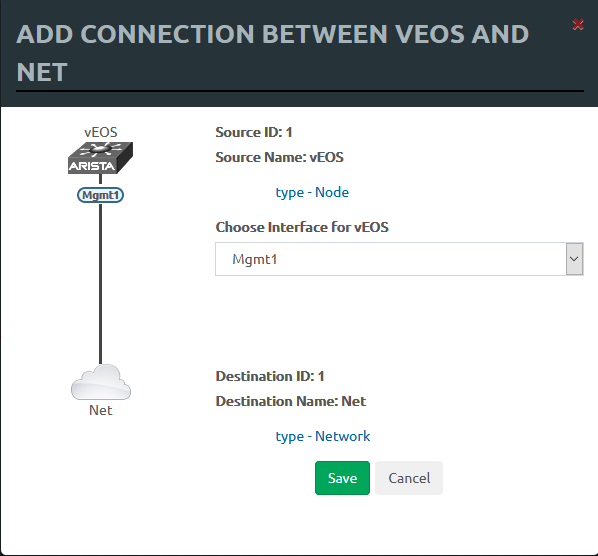 ADD CONNECTION BETWEEN VEOS AND
NET
vEOS
ARISTA
Mgmt1
Source ID: 1
Source Name: vEOS
type - Node
Choose Interface for vEOS
Mgmt1
Net
Destination ID: 1
Destination Name: Net
type - Network
Save
Cancel